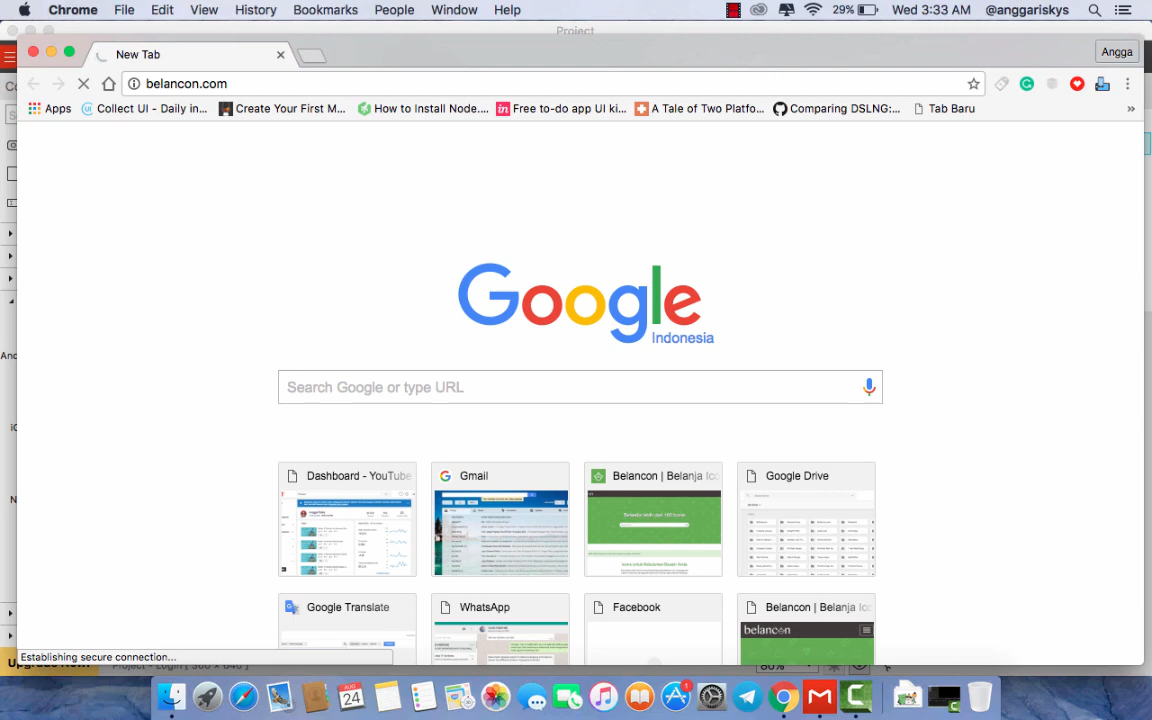 Chrome File Edit View History Bookmarks People Window Help 29% Wed 3:33 AM @anggariskys
Project
New Tab Angga
belancon.com
Apps Collect UI - Daily in... Create Your First M... How to Install Node.... Free to-do app UI ki... A Tale of Two Platfo... Comparing DSLNG:... Tab Baru »
Google
Indonesia
Search Google or type URL
Dashboard - YouTube Gmail Belancon | Belanja Ico Google Drive
Google Translate WhatsApp Facebook Belancon | Belanja Ico
belancon
Establishing secure connection...
AUG
24
1